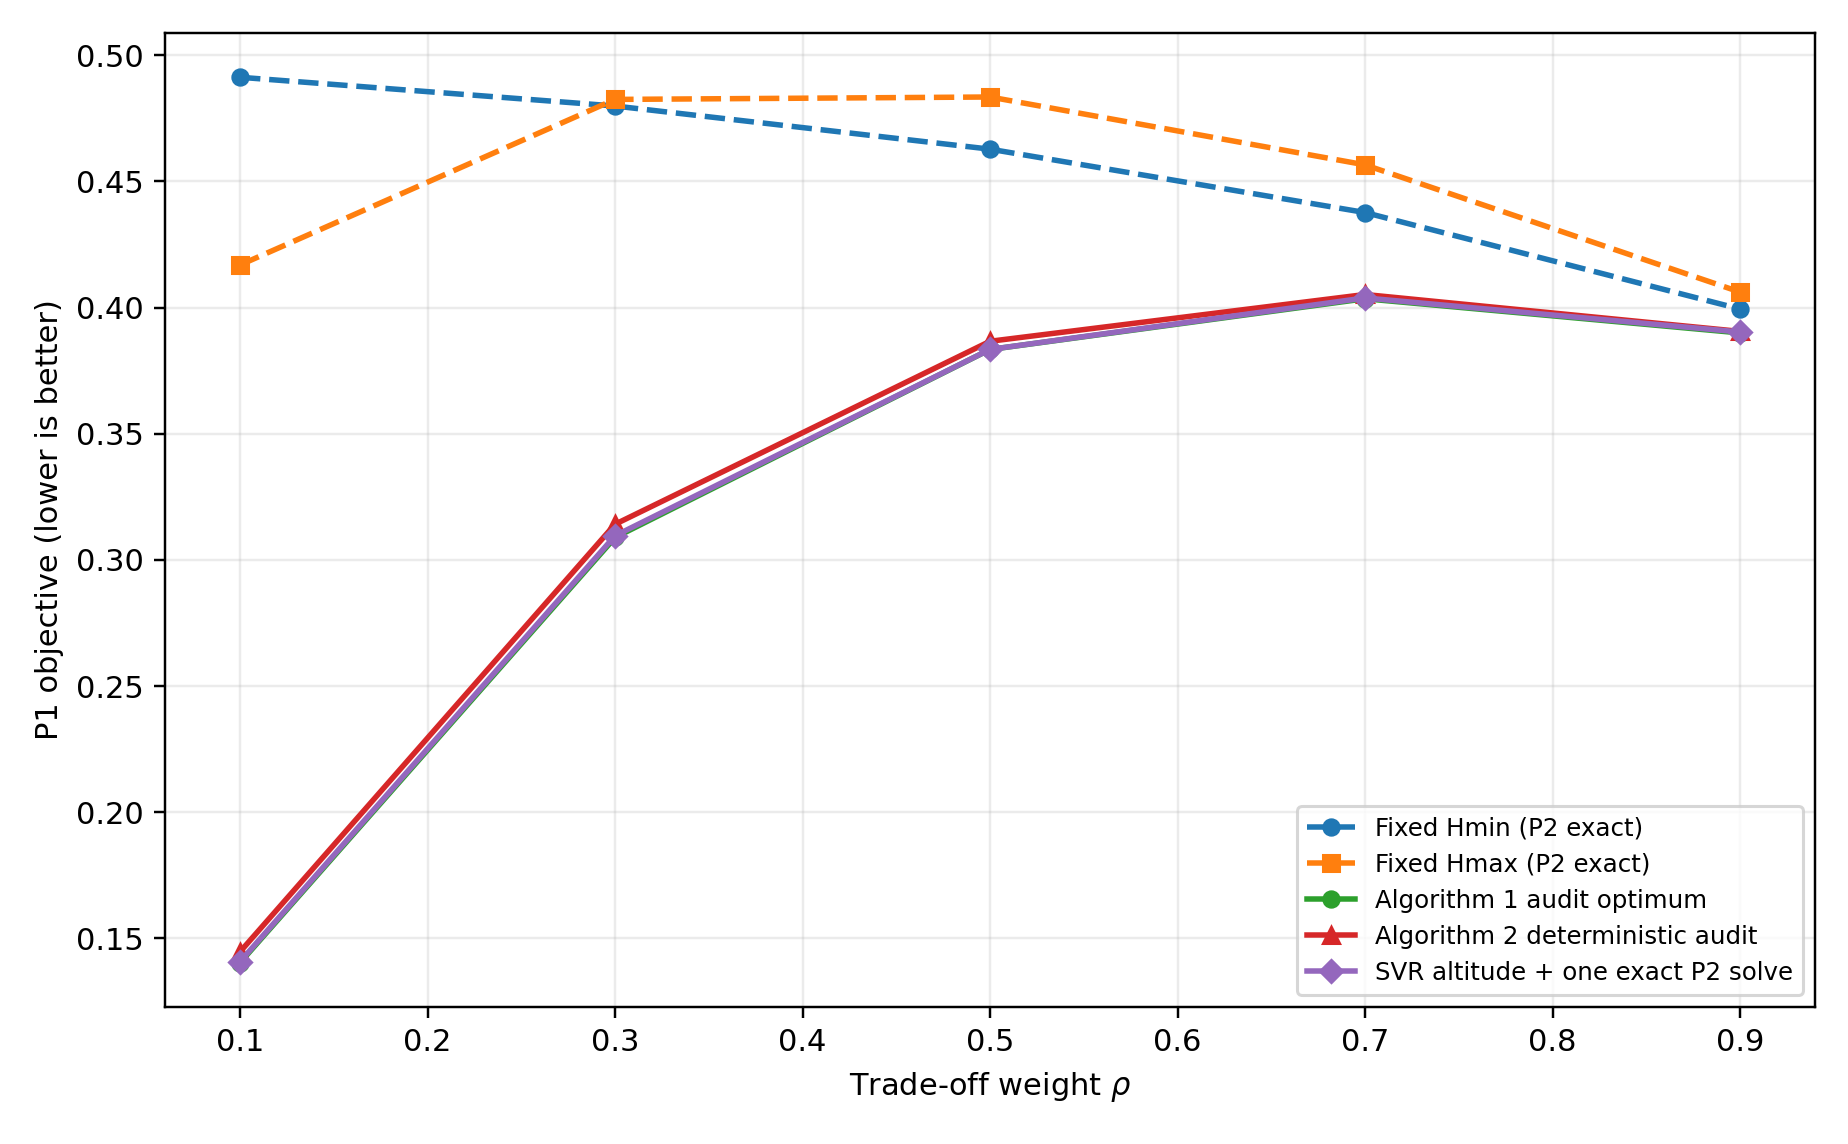 0.50
0.45
0.40
0.35
0.30
0.25
0.20
0.15
P1 objective (lower is better)
Fixed Hmin (P2 exact)
Fixed Hmax (P2 exact)
Algorithm 1 audit optimum
Algorithm 2 deterministic audit
SVR altitude + one exact P2 solve
0.1 0.2 0.3 0.4 0.5 0.6 0.7 0.8 0.9
Trade-off weight ρ